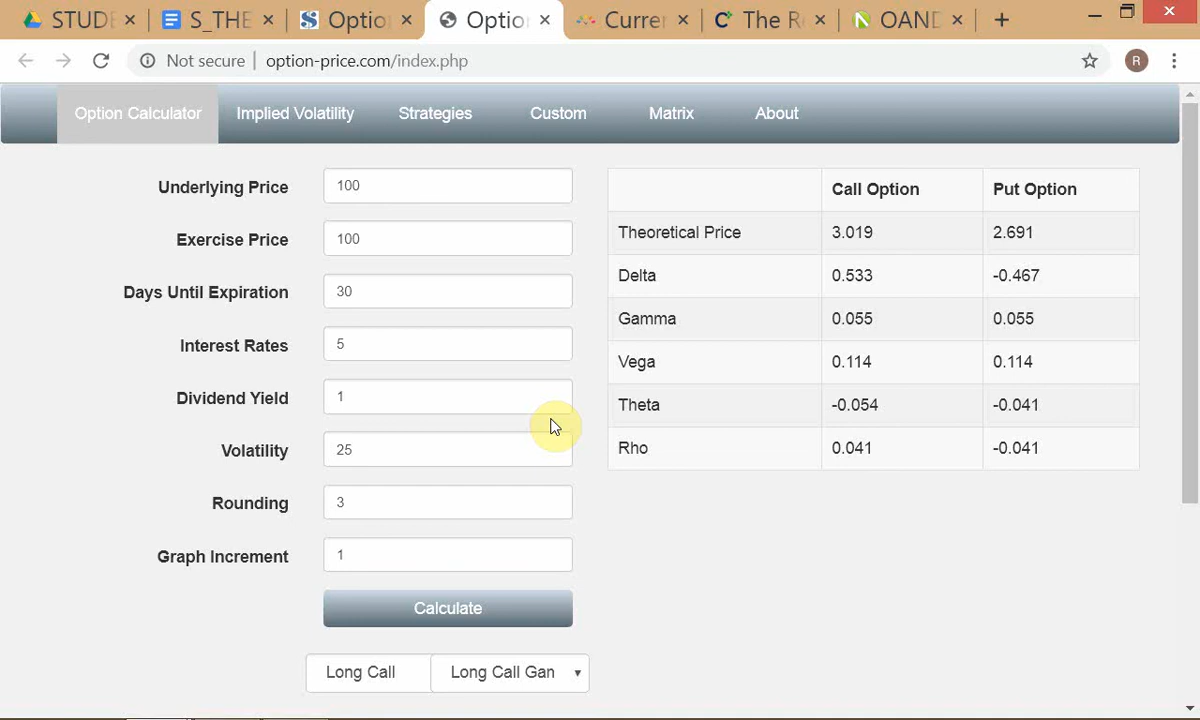 STUDE S_THE Option Option Curren The R OAND
Not secure | option-price.com/index.php R
Option Calculator Implied Volatility Strategies Custom Matrix About
Underlying Price 100
Exercise Price 100
Days Until Expiration 30
Interest Rates 5
Dividend Yield 1
Volatility 25
Rounding 3
Graph Increment 1
Calculate
Long Call Long Call Gan
Call Option Put Option
Theoretical Price 3.019 2.691
Delta 0.533 -0.467
Gamma 0.055 0.055
Vega 0.114 0.114
Theta -0.054 -0.041
Rho 0.041 -0.041